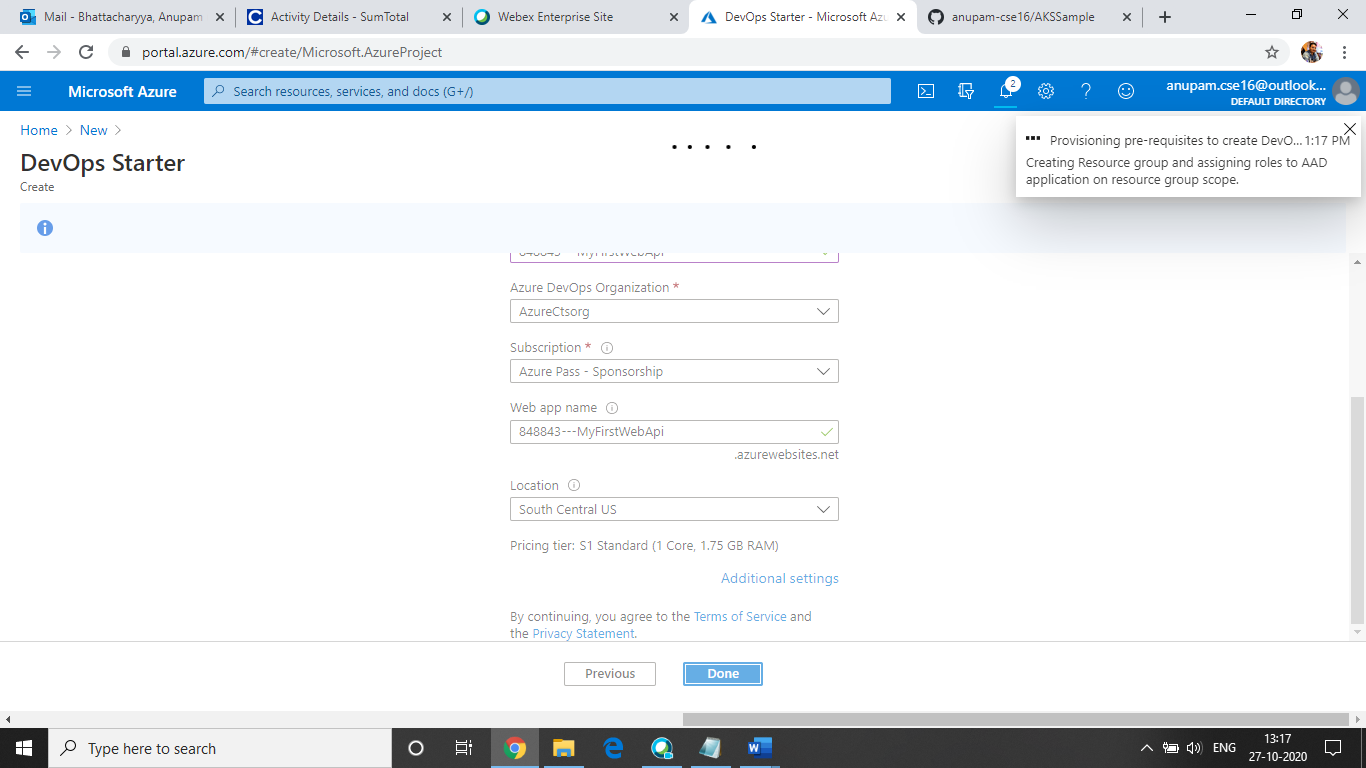 Mail - Bhattacharyya, Anupam
Activity Details - SumTotal
Webex Enterprise Site
DevOps Starter - Microsoft Azu
anupam-cse16/AKSSample
portal.azure.com/#create/Microsoft.AzureProject
Microsoft Azure
Search resources, services, and docs (G+/)
2
anupam.cse16@outlook...
DEFAULT DIRECTORY
Home > New >
DevOps Starter
Create
Provisioning pre-requisites to create DevO... 1:17 PM
Creating Resource group and assigning roles to AAD
application on resource group scope.
848843---MyFirstWebApi
Azure DevOps Organization *
AzureCtsorg
Subscription *
Azure Pass - Sponsorship
Web app name
848843---MyFirstWebApi
.azurewebsites.net
Location
South Central US
Pricing tier: S1 Standard (1 Core, 1.75 GB RAM)
Additional settings
By continuing, you agree to the Terms of Service and
the Privacy Statement.
Previous
Done
Type here to search
ENG
13:17
27-10-2020